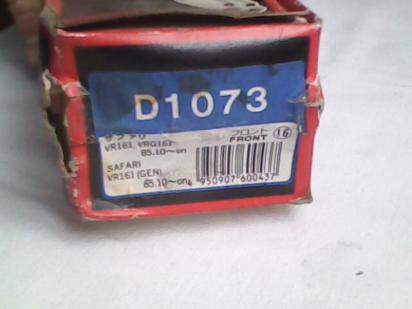 D1073
サファリ
フロント 16
VR161, VRG161
FRONT
85.10~on
SAFARI
VR161 (GEN)
85.10~on
4 950907 600437